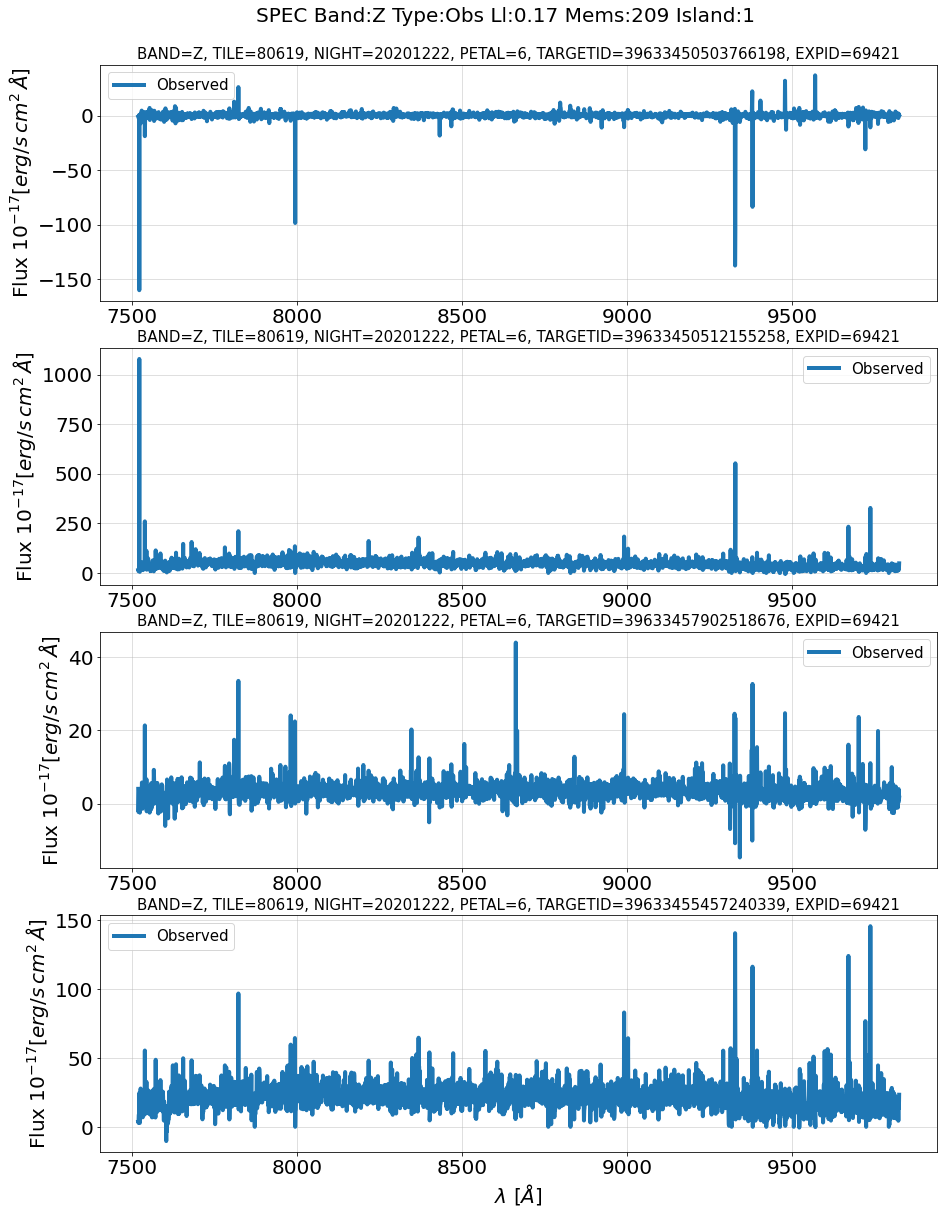 SPEC Band:Z Type:Obs Ll:0.17 Mems:209 Island:1
BAND=Z, TILE=80619, NIGHT=20201222, PETAL=6, TARGETID=39633450503766198, EXPID=69421
Observed
Flux 10^{-17}[erg/s cm^2 Å]
0
−50
−100
−150
7500 8000 8500 9000 9500
BAND=Z, TILE=80619, NIGHT=20201222, PETAL=6, TARGETID=39633450512155258, EXPID=69421
Observed
Flux 10^{-17}[erg/s cm^2 Å]
1000
750
500
250
0
7500 8000 8500 9000 9500
BAND=Z, TILE=80619, NIGHT=20201222, PETAL=6, TARGETID=39633457902518676, EXPID=69421
Observed
Flux 10^{-17}[erg/s cm^2 Å]
40
20
0
7500 8000 8500 9000 9500
BAND=Z, TILE=80619, NIGHT=20201222, PETAL=6, TARGETID=39633455457240339, EXPID=69421
Observed
Flux 10^{-17}[erg/s cm^2 Å]
150
100
50
0
7500 8000 8500 9000 9500
λ [Å]